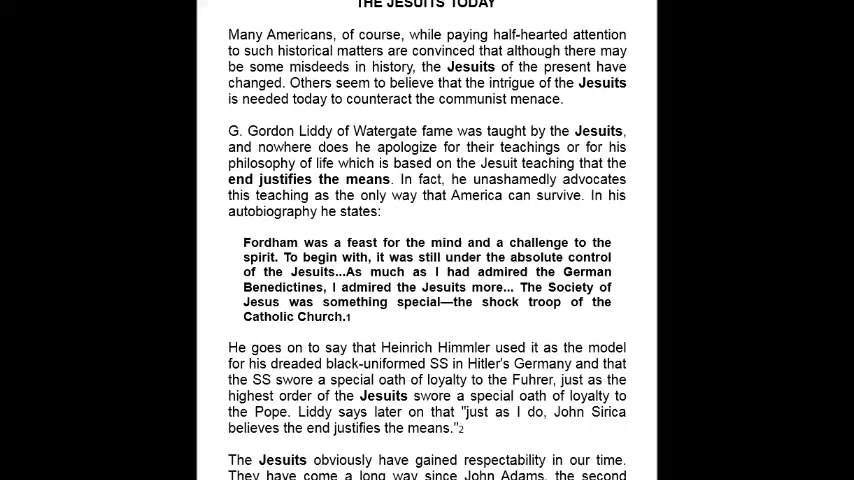 THE JESUITS TODAY
Many Americans, of course, while paying half-hearted attention
to such historical matters are convinced that although there may
be some misdeeds in history, the Jesuits of the present have
changed. Others seem to believe that the intrigue of the Jesuits
is needed today to counteract the communist menace.
G. Gordon Liddy of Watergate fame was taught by the Jesuits,
and nowhere does he apologize for their teachings or for his
philosophy of life which is based on the Jesuit teaching that the
end justifies the means. In fact, he unashamedly advocates
this teaching as the only way that America can survive. In his
autobiography he states:
Fordham was a feast for the mind and a challenge to the
spirit. To begin with, it was still under the absolute control
of the Jesuits...As much as I had admired the German
Benedictines, I admired the Jesuits more... The Society of
Jesus was something special—the shock troop of the
Catholic Church.1
He goes on to say that Heinrich Himmler used it as the model
for his dreaded black-uniformed SS in Hitler's Germany and that
the SS swore a special oath of loyalty to the Fuhrer, just as the
highest order of the Jesuits swore a special oath of loyalty to
the Pope. Liddy says later on that "just as I do, John Sirica
believes the end justifies the means."2
The Jesuits obviously have gained respectability in our time.
They have come a long way since John Adams, the second